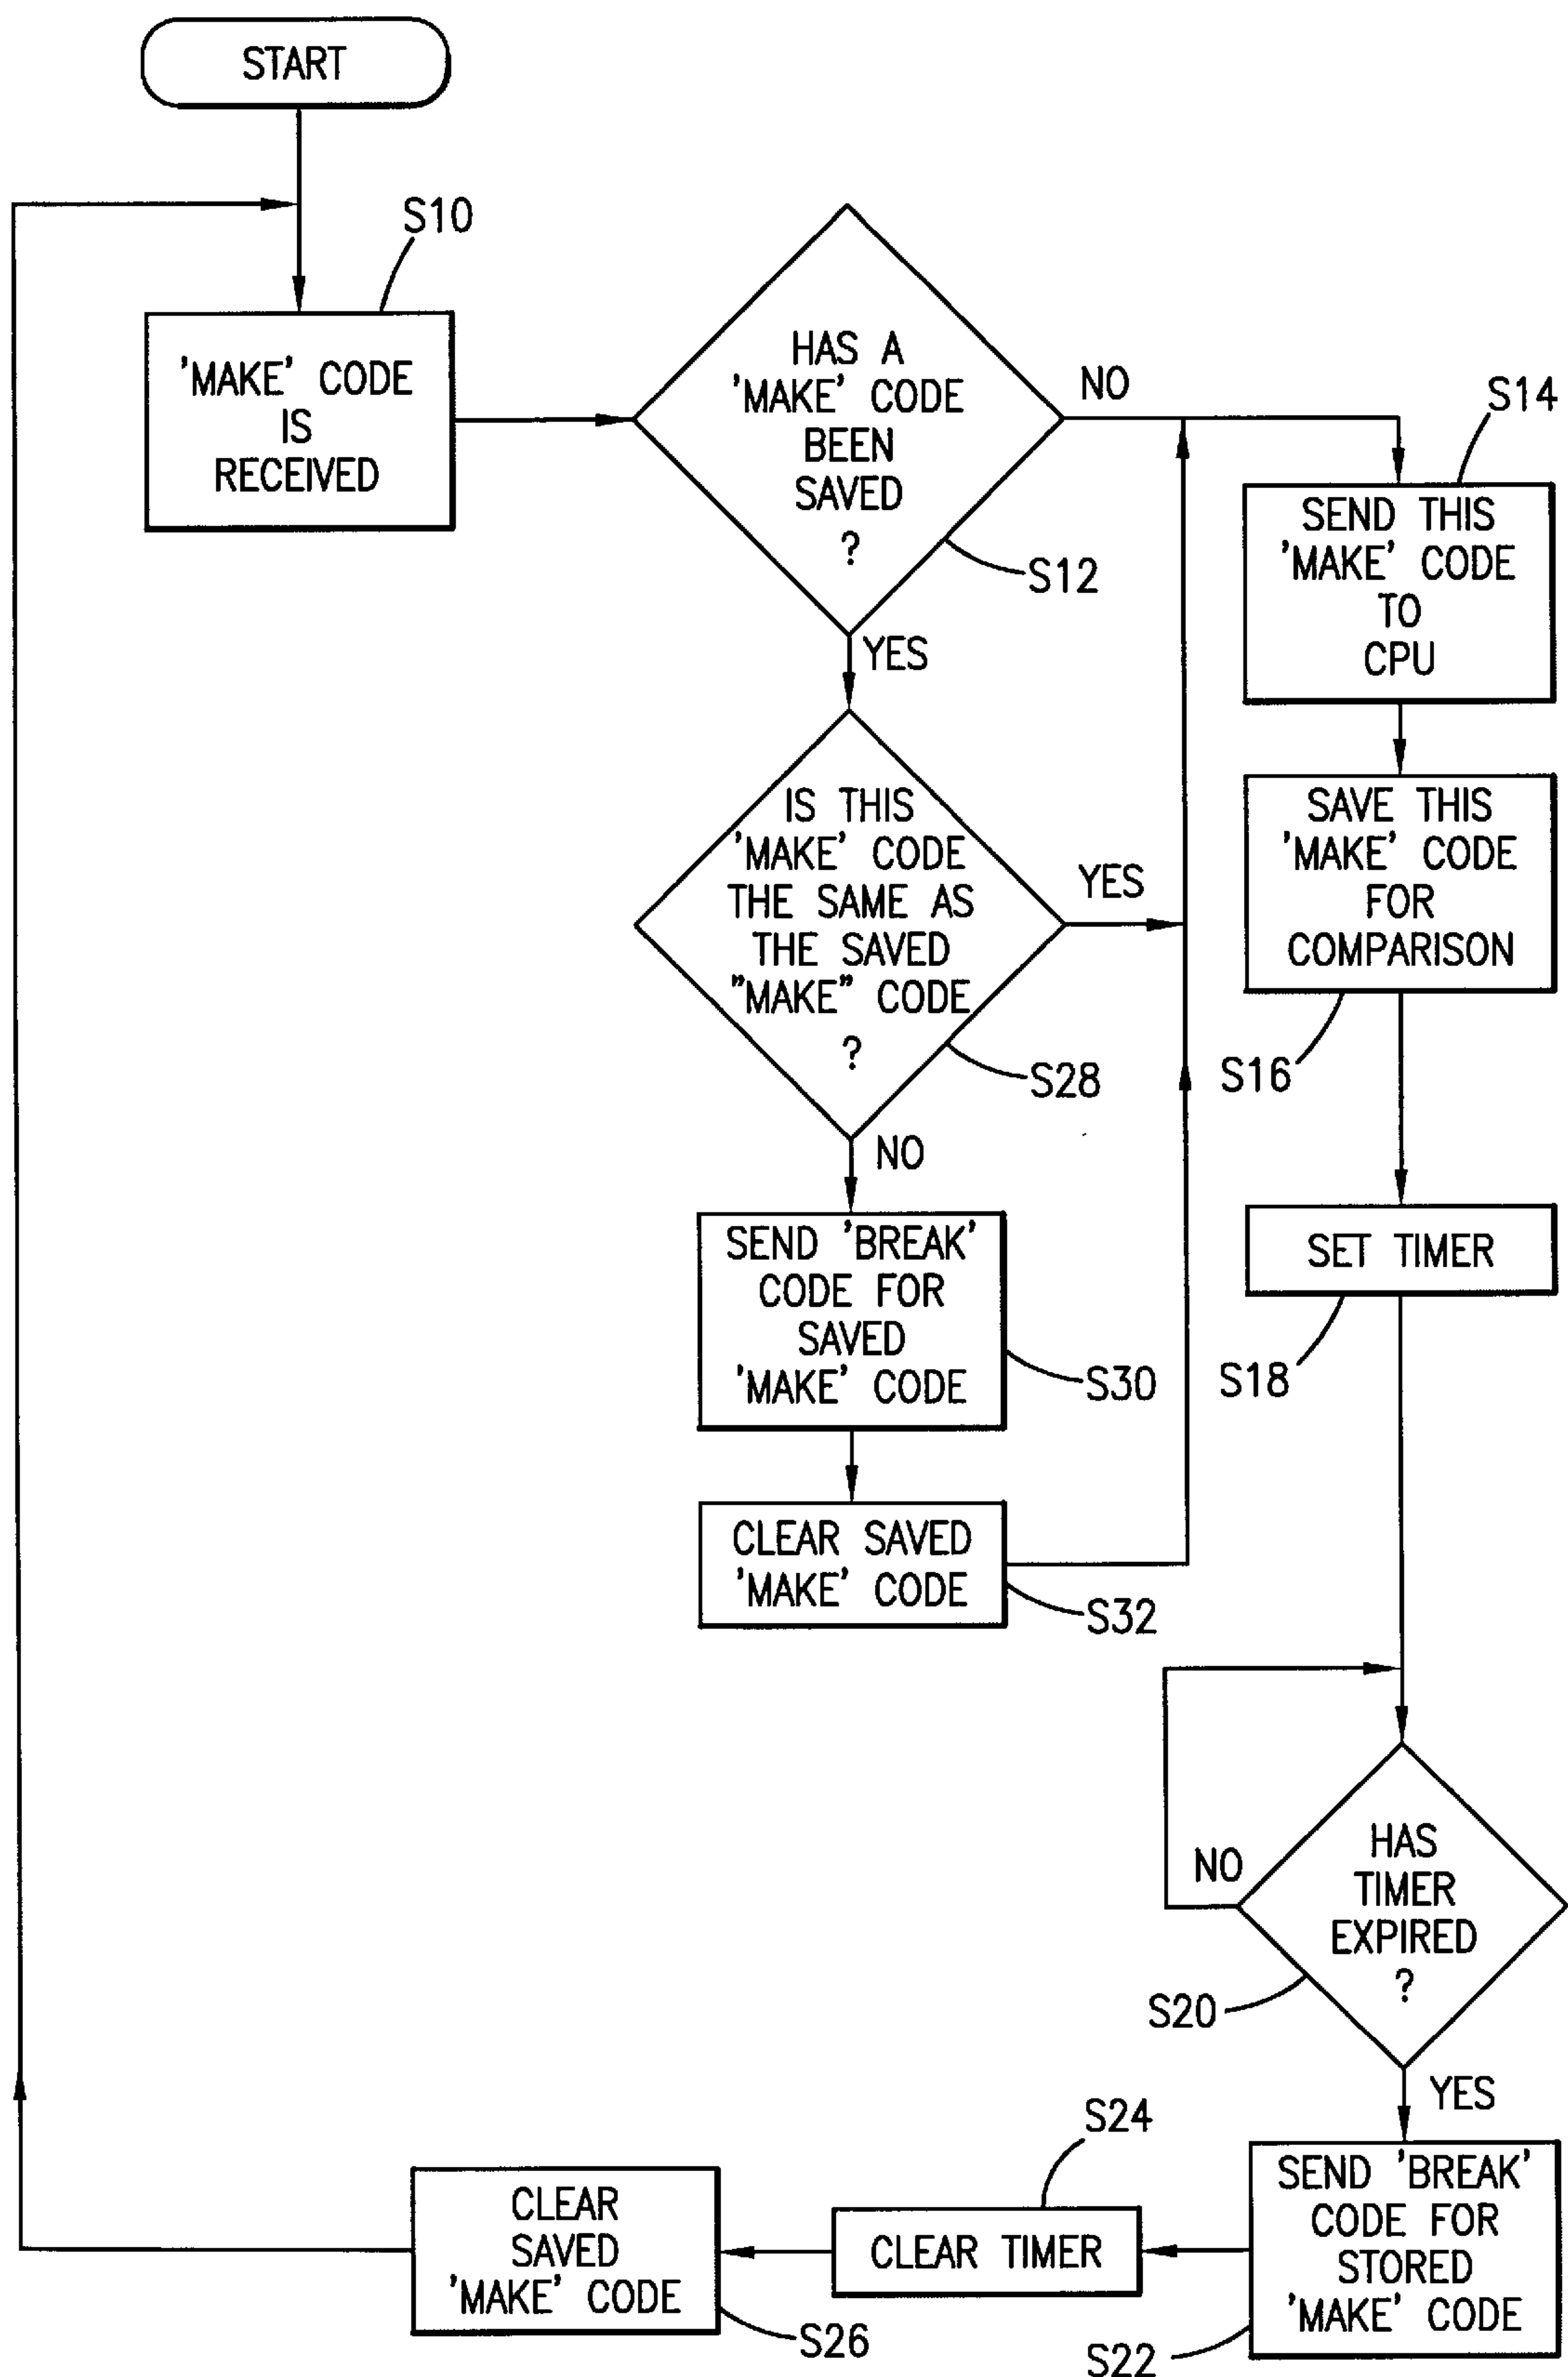 START
S10
'MAKE' CODE
IS
RECEIVED
HAS A
'MAKE' CODE
BEEN
SAVED
?
S12
NO
YES
S14
SEND THIS
'MAKE' CODE
TO
CPU
SAVE THIS
'MAKE' CODE
FOR
COMPARISON
S16
IS THIS
'MAKE' CODE
THE SAME AS
THE SAVED
"MAKE" CODE
?
YES
S28
NO
SEND 'BREAK'
CODE FOR
SAVED
'MAKE' CODE
S30
SET TIMER
S18
CLEAR SAVED
'MAKE' CODE
S32
HAS
TIMER
EXPIRED
?
NO
S20
YES
SEND 'BREAK'
CODE FOR
STORED
'MAKE' CODE
S22
S24
CLEAR TIMER
CLEAR
SAVED
'MAKE' CODE
S26